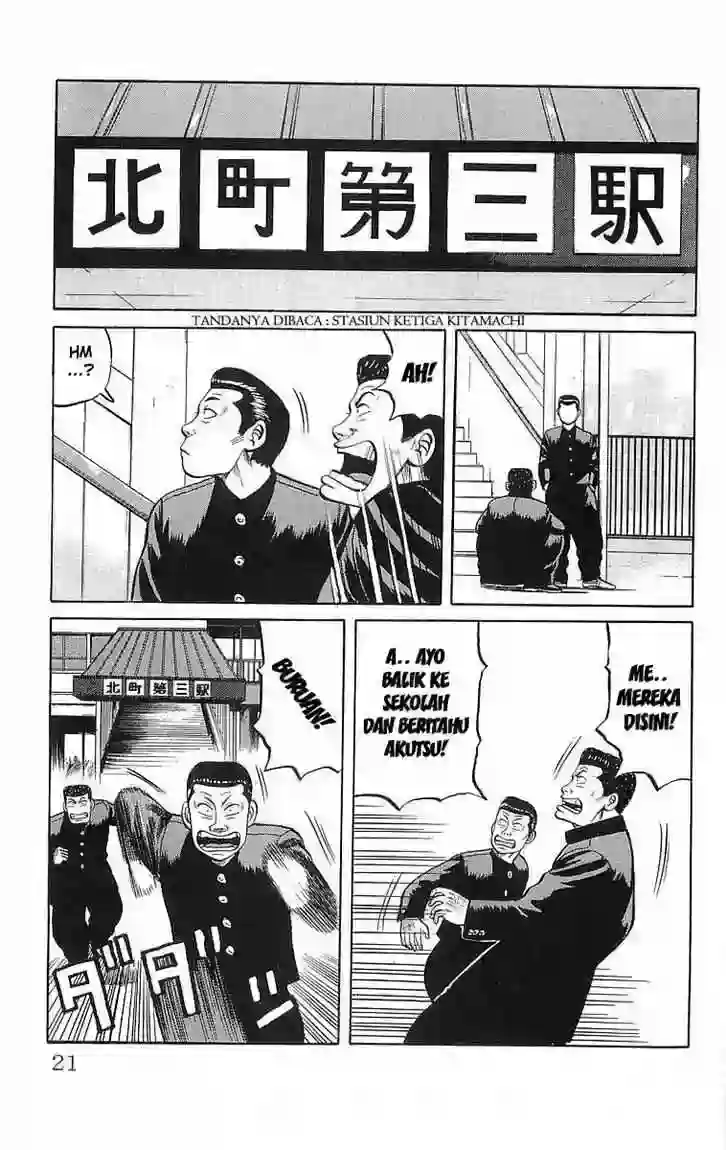 北町第三駅
TANDANYA DIBACA : STASIUN KETIGA KITAMACHI
AH!
HM
...?
ME..
MEREKA
DISINI!
A.. AYO
BALIK KE
SEKOLAH
DAN BERITAHU
AKUTSU!
BURUAN!
北町第三駅
ダダッ
21